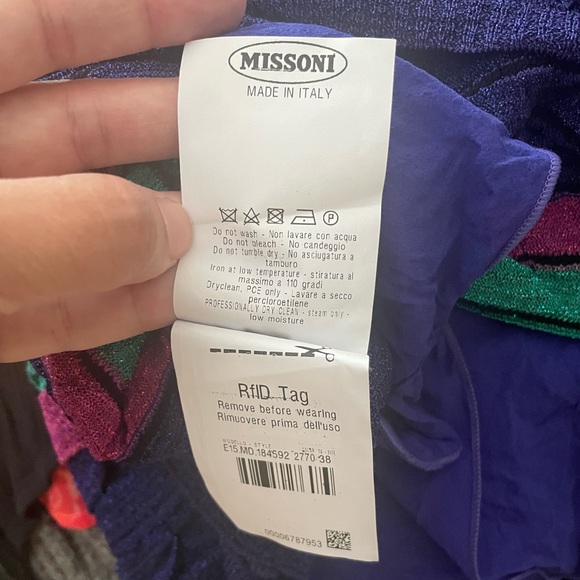 MISSONI
MADE IN ITALY
Do not wash - Non lavare con acqua
Do not bleach - No candeggio
Do not tumble dry - No asciugatura a
tamburo
Iron at low temperature - stiratura al
massimo a 110 gradi
Dryclean, PCE only - Lavare a secco
percloroetilene
PROFESSIONALLY DRY CLEAN - steam only -
low moisture
RfID Tag
Remove before wearing
Rimuovere prima dell'uso
MODELLO - STYLE
E15.MD.184592 2770 38
00006787953